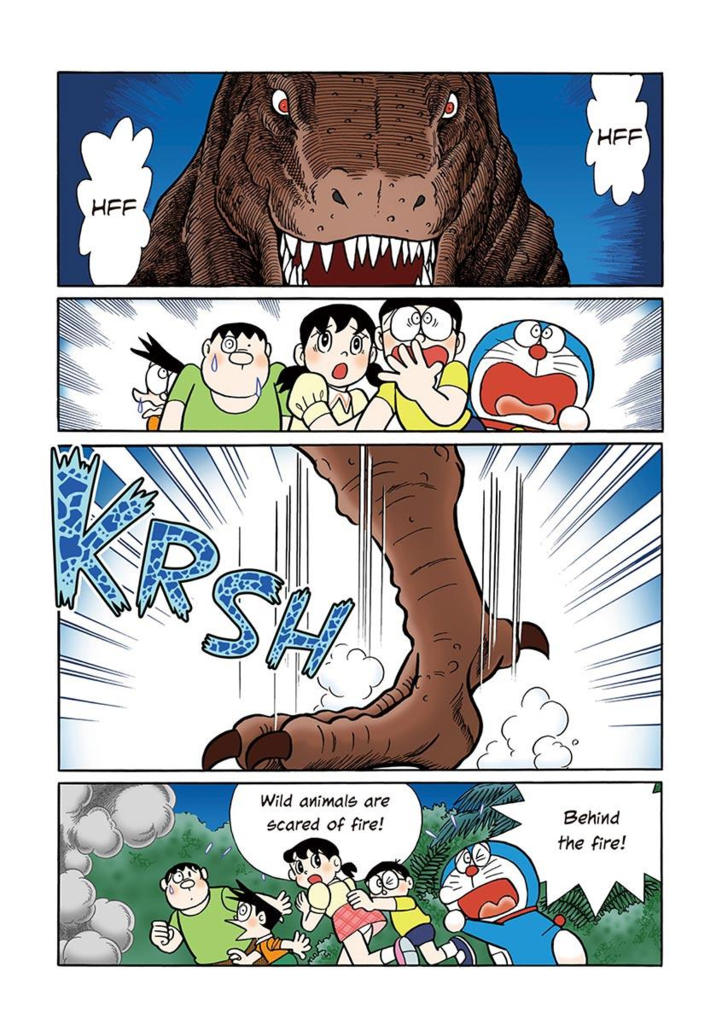 HFF
HFF
KRSH
Wild animals are
scared of fire!
Behind
the fire!